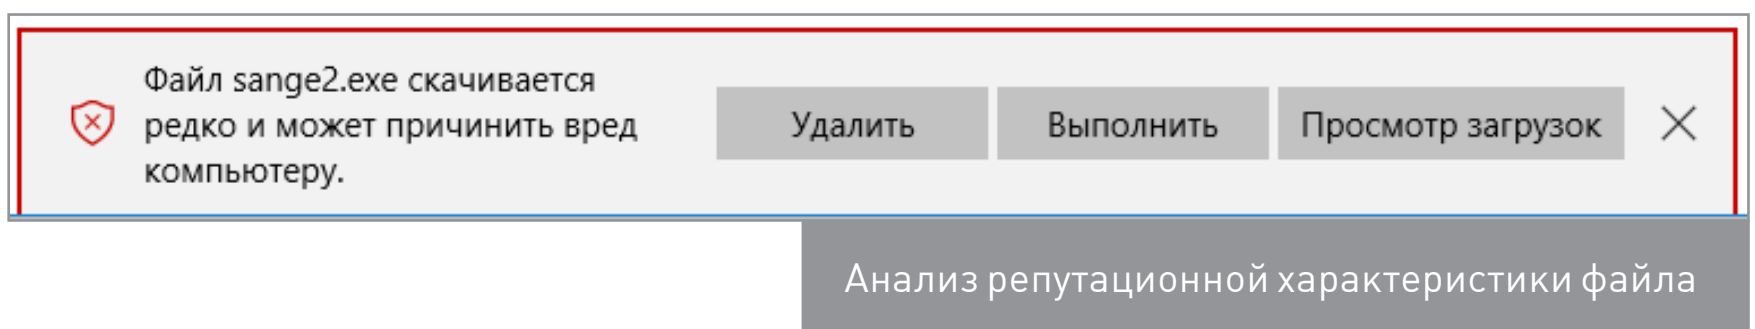 Файл sange2.exe скачивается
редко и может причинить вред
компьютеру.
Удалить
Выполнить
Просмотр загрузок
Анализ репутационной характеристики файла